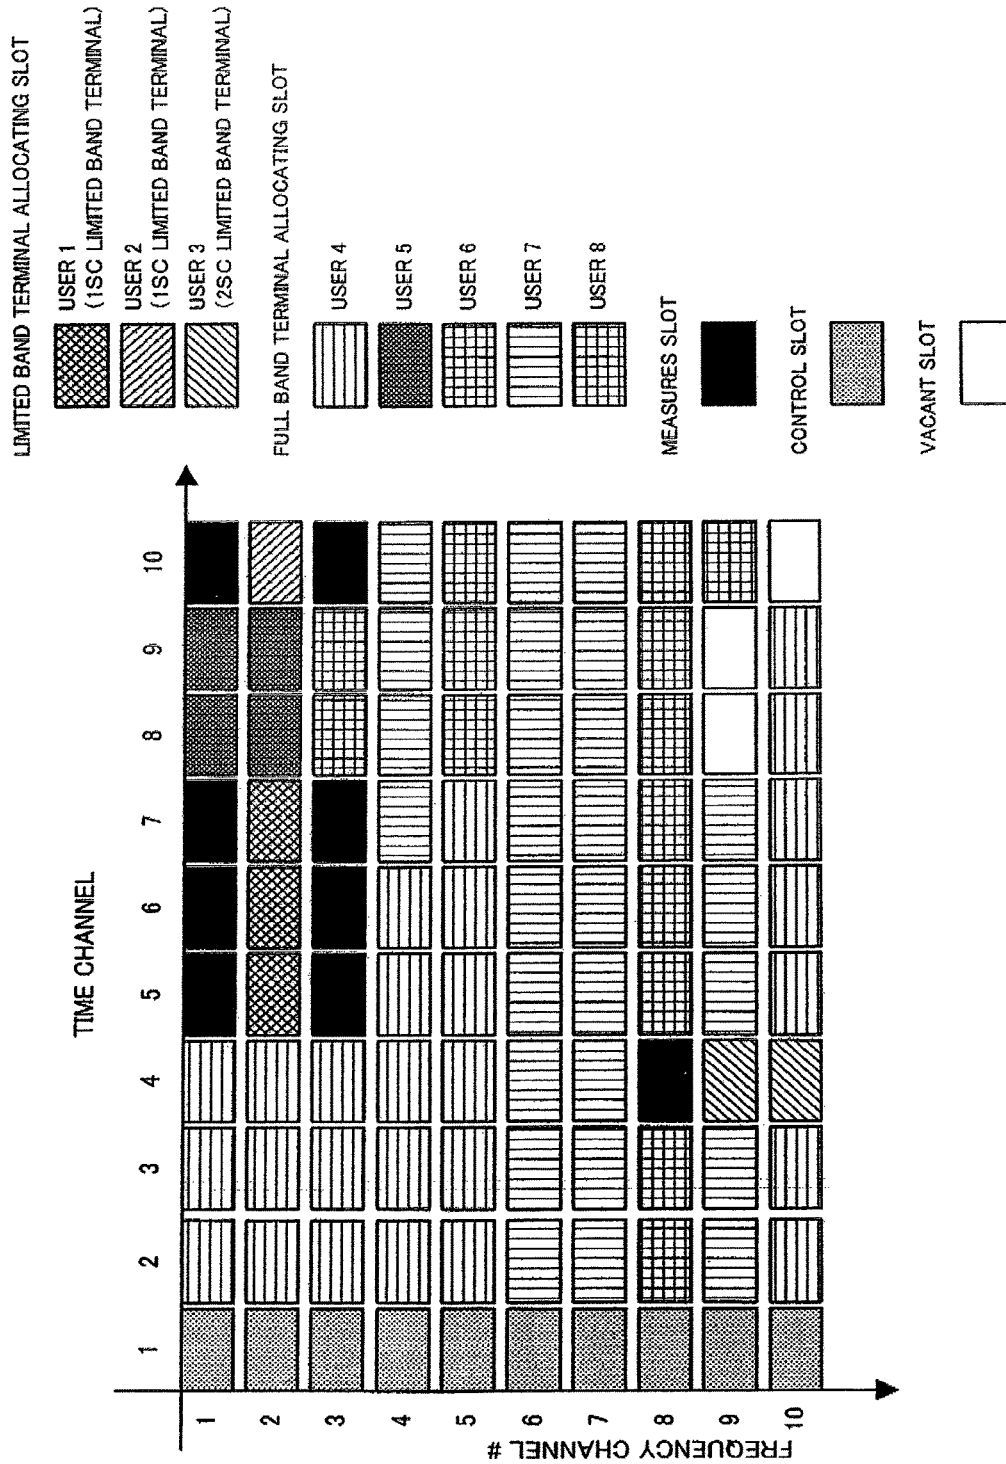 TIME CHANNEL
1 2 3 4 5 6 7 8 9 10
FREQUENCY CHANNEL #
1
2
3
4
5
6
7
8
9
10
LIMITED BAND TERMINAL ALLOCATING SLOT
USER 1
(1SC LIMITED BAND TERMINAL)
USER 2
(1SC LIMITED BAND TERMINAL)
USER 3
(2SC LIMITED BAND TERMINAL)
FULL BAND TERMINAL ALLOCATING SLOT
USER 4
USER 5
USER 6
USER 7
USER 8
MEASURES SLOT
CONTROL SLOT
VACANT SLOT